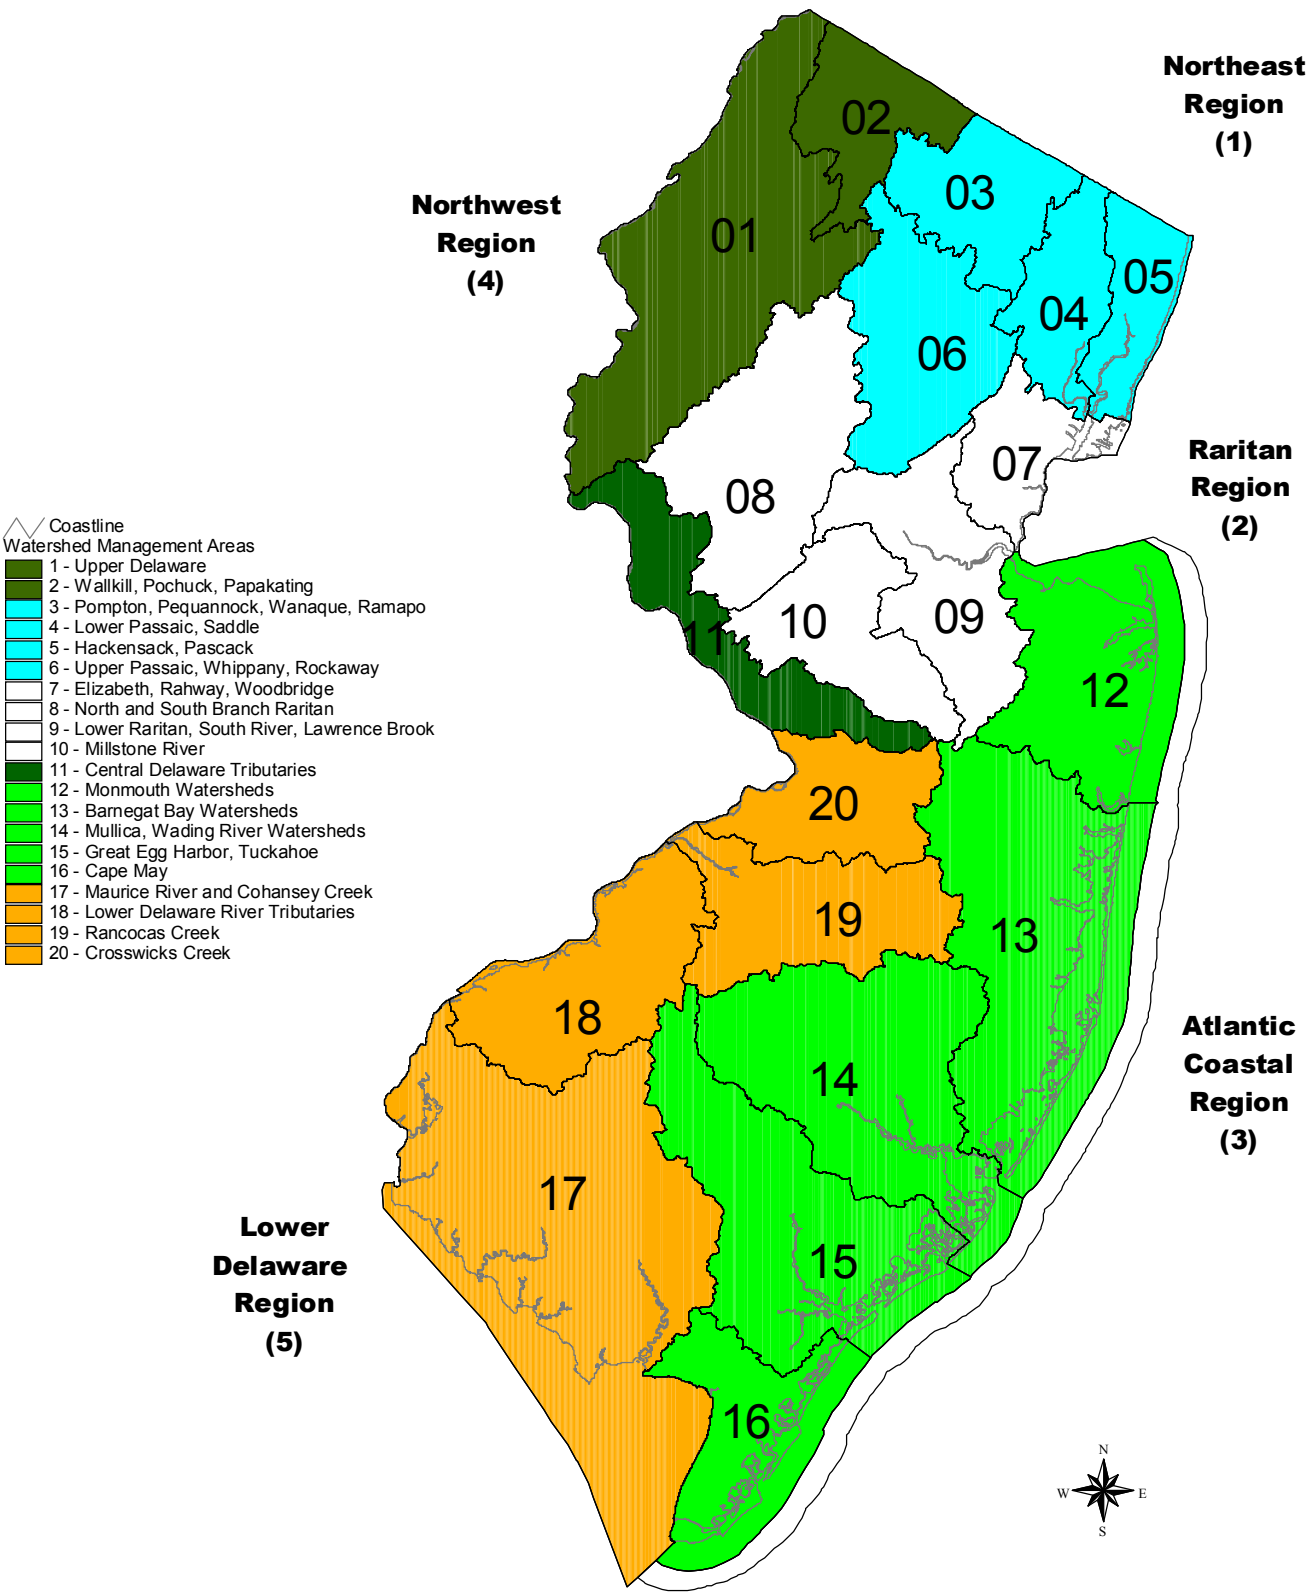 Northeast
Region
(1)
02
03
Northwest
Region
(4)
01
05
04
06
Raritan
Region
(2)
07
08
Coastline
Watershed Management Areas
1 - Upper Delaware
2 - Wallkill, Pochuck, Papakating
3 - Pompton, Pequannock, Wanaque, Ramapo
4 - Lower Passaic, Saddle
5 - Hackensack, Pascack
6 - Upper Passaic, Whippany, Rockaway
7 - Elizabeth, Rahway, Woodbridge
8 - North and South Branch Raritan
9 - Lower Raritan, South River, Lawrence Brook
10 - Millstone River
11 - Central Delaware Tributaries
12 - Monmouth Watersheds
13 - Barnegat Bay Watersheds
14 - Mullica, Wading River Watersheds
15 - Great Egg Harbor, Tuckahoe
16 - Cape May
17 - Maurice River and Cohansey Creek
18 - Lower Delaware River Tributaries
19 - Rancocas Creek
20 - Crosswicks Creek
10
09
11
12
20
19
13
18
Atlantic
Coastal
Region
(3)
14
17
Lower
Delaware
Region
(5)
15
16
N
W
E
S